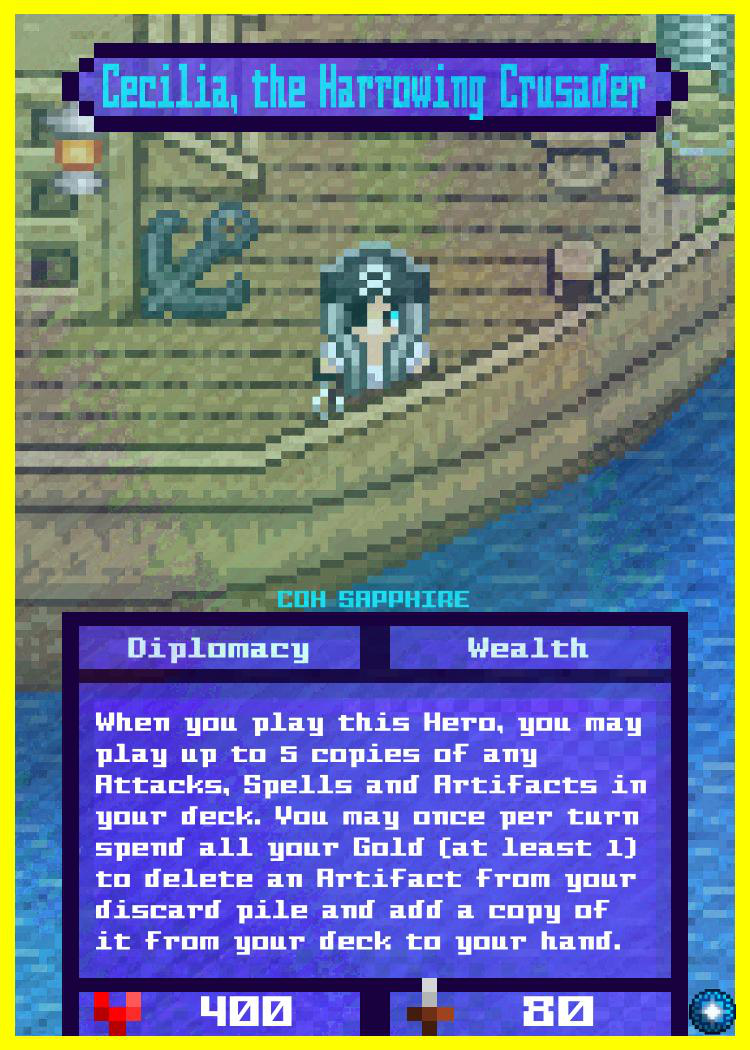 Cecilia, the Harrowing Crusader
COH SAPPHIRE
Diplomacy
Wealth
When you play this Hero, you may
play up to 5 copies of any
Attacks, Spells and Artifacts in
your deck. You may once per turn
spend all your Gold (at least 1)
to delete an Artifact from your
discard pile and add a copy of
it from your deck to your hand.
400
80